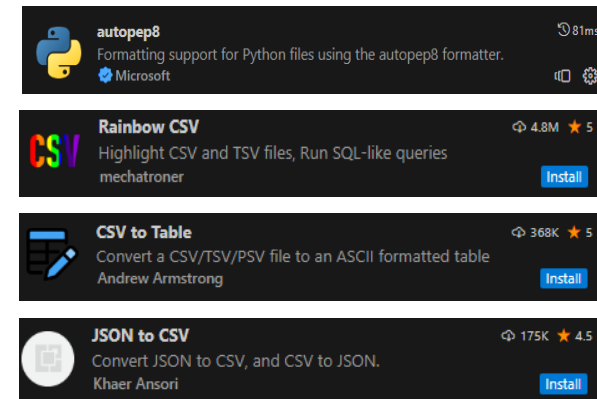 autopep8
81ms
Formatting support for Python files using the autopep8 formatter.
Microsoft
CSV
Rainbow CSV
4.8M 5
Highlight CSV and TSV files, Run SQL-like queries
mechatroner
Install
CSV to Table
368K 5
Convert a CSV/TSV/PSV file to an ASCII formatted table
Andrew Armstrong
Install
JSON to CSV
175K 4.5
Convert JSON to CSV, and CSV to JSON.
Khaer Ansori
Install